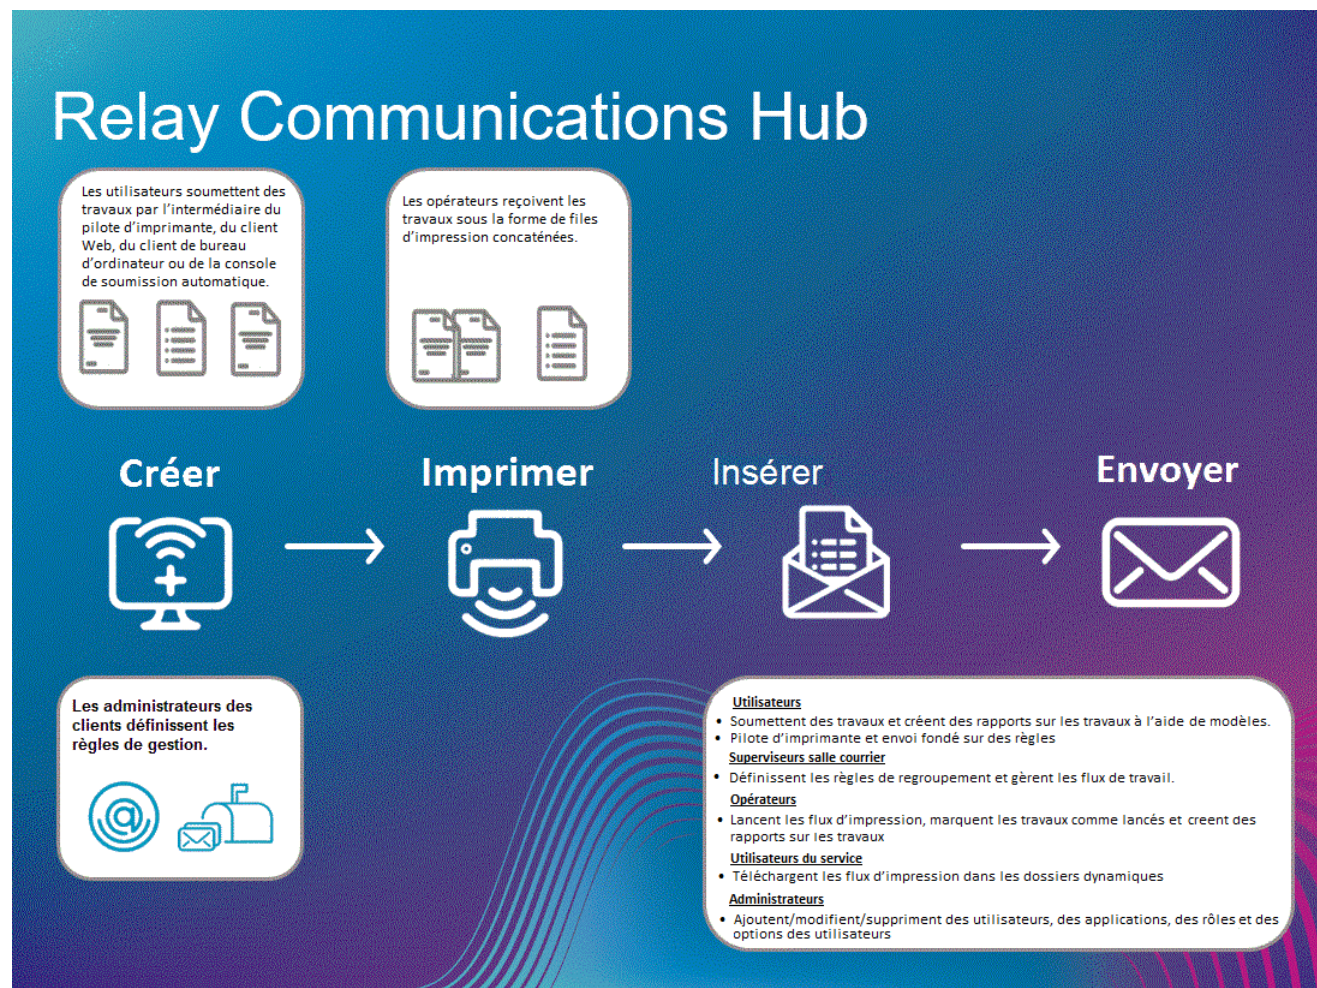 Relay Communications Hub
Les utilisateurs soumettent des
travaux par l’intermédiaire du
pilote d’imprimante, du client
Web, du client de bureau
d’ordinateur ou de la console
de soumission automatique.
Les opérateurs reçoivent les
travaux sous la forme de files
d’impression concaténées.
Créer
Imprimer
Insérer
Envoyer
Les administrateurs des
clients définissent les
règles de gestion.
@
Utilisateurs
• Soumettent des travaux et créent des rapports sur les travaux à l’aide de modèles.
• Pilote d’imprimante et envoi fondé sur des règles
Superviseurs salle courrier
• Définissent les règles de regroupement et gèrent les flux de travail.
Opérateurs
• Lancent les flux d’impression, marquent les travaux comme lancés et creent des
rapports sur les travaux
Utilisateurs du service
• Téléchargent les flux d’impression dans les dossiers dynamiques
Administrateurs
• Ajoutent/modifient/suppriment des utilisateurs, des applications, des rôles et des
options des utilisateurs